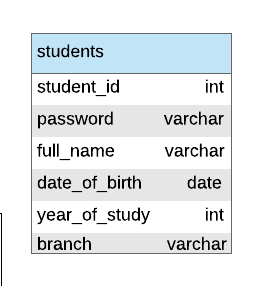 students
student_id int
password varchar
full_name varchar
date_of_birth date
year_of_study int
branch varchar